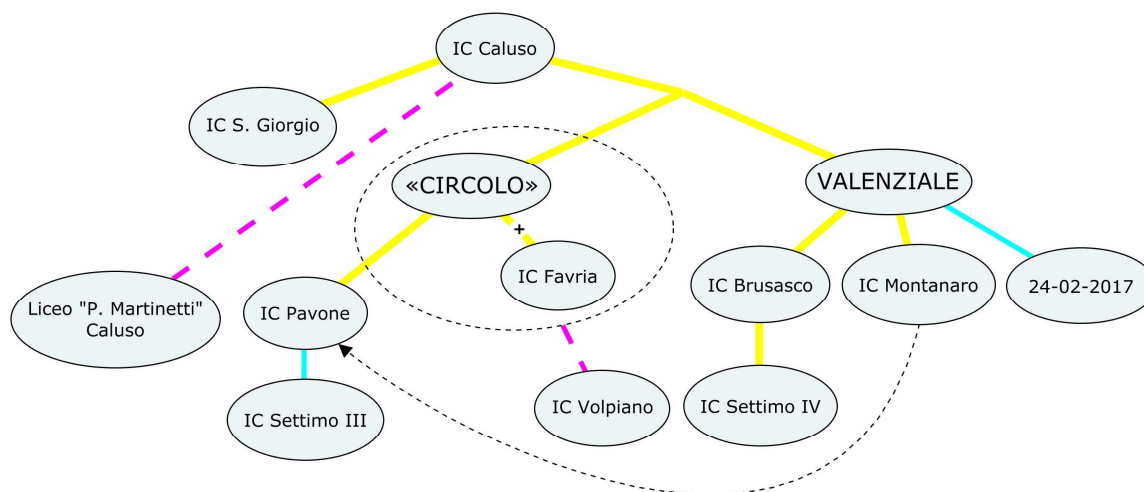 IC Caluso
IC S. Giorgio
«CIRCOLO»
VALENZIALE
+
IC Favria
IC Brusasco
IC Montanaro
24-02-2017
Liceo "P. Martinetti"
Caluso
IC Pavone
IC Settimo III
IC Volpiano
IC Settimo IV